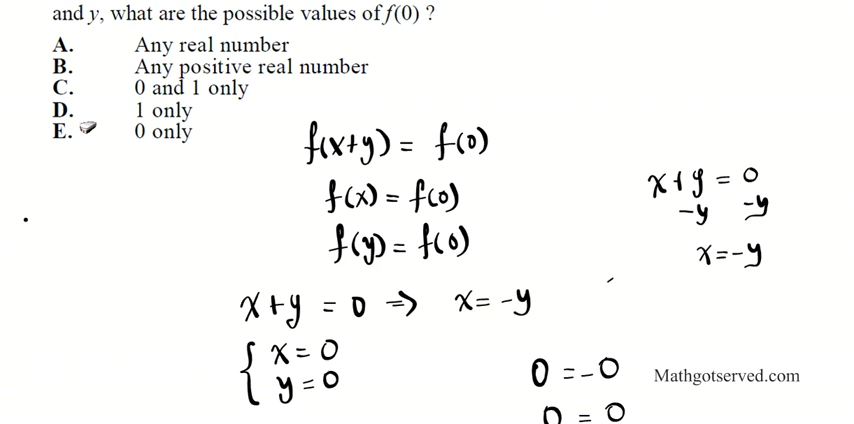 and y, what are the possible values of f(0) ?
A. Any real number
B. Any positive real number
C. 0 and 1 only
D. 1 only
E. 0 only
f(x+y) = f(0)
f(x) = f(0)
f(y) = f(0)
x+y = 0
-y -y
x=-y
x+y = 0 => x= -y
{ x=0
y=0
0 =-0
0 = 0
Mathgotserved.com